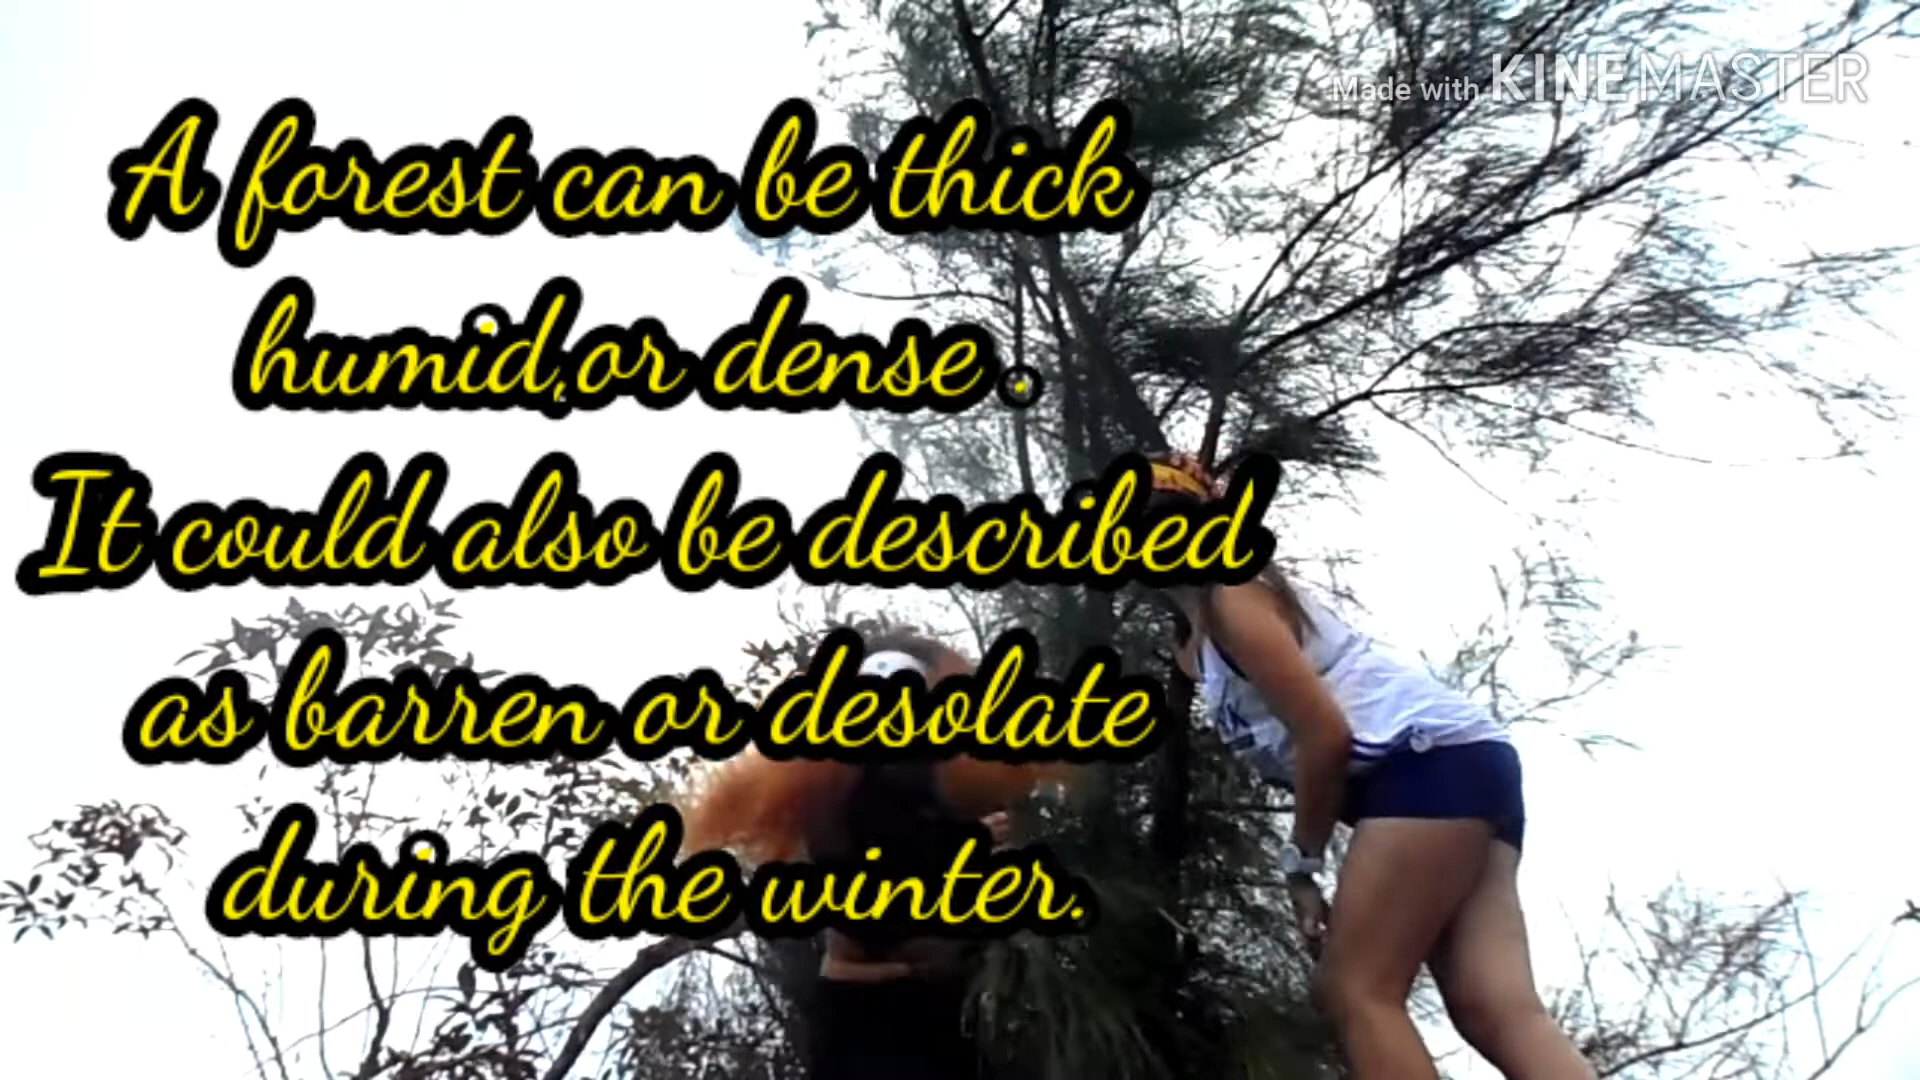 Made with KINEMASTER
A forest can be thick
humid,or dense .
It could also be described
as barren or desolate
during the winter.